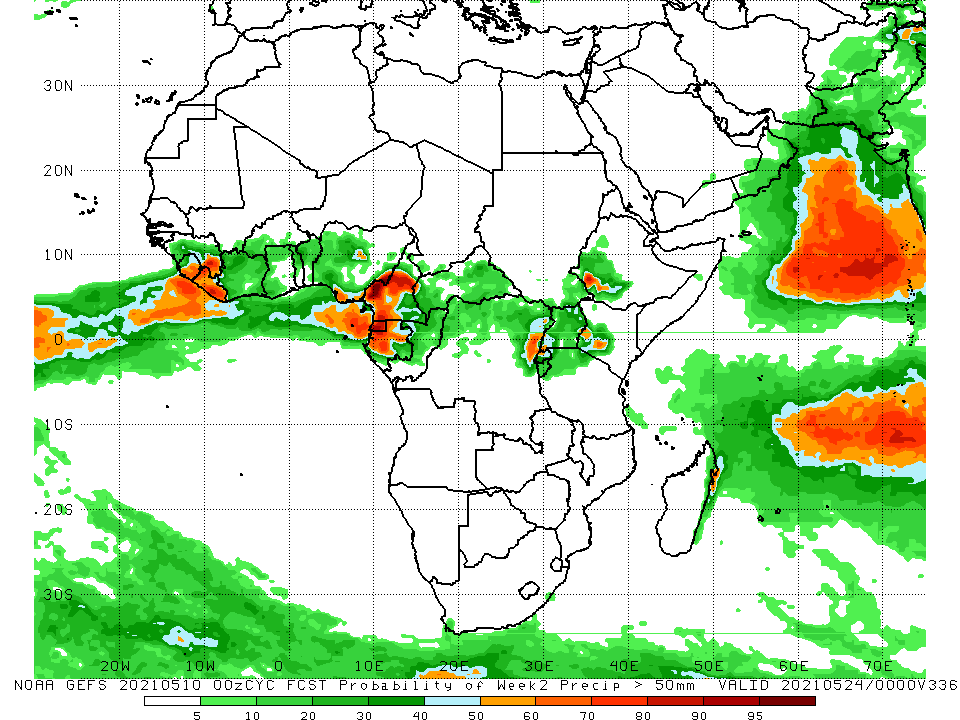 30N
20N
10N
0
10S
20S
30S
20W 10W 0 10E 20E 30E 40E 50E 60E 70E
NOAA GEFS 20210510 00zCYC FCST Probability of Week2 Precip > 50mm VALID 20210524/0000V336
5 10 20 30 40 50 60 70 80 90 95